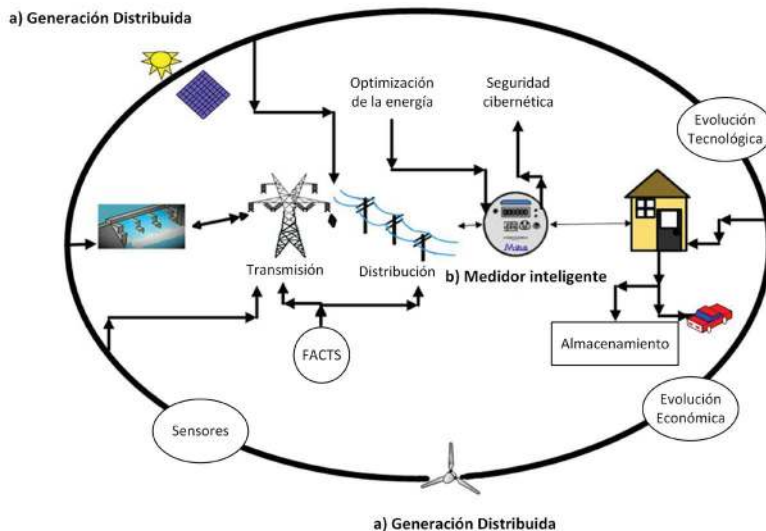 a) Generación Distribuida
Optimización
de la energía
Seguridad
cibernética
Evolución
Tecnológica
Transmisión
Distribución
b) Medidor inteligente
FACTS
Almacenamiento
Evolución
Económica
Sensores
a) Generación Distribuida